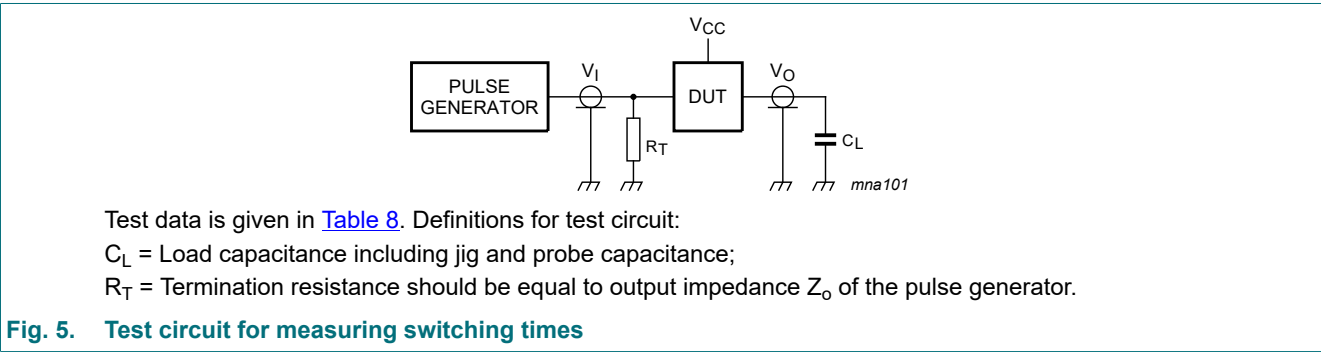 VCC
PULSE
GENERATOR
VI
DUT
VO
RT
CL
mna101
Test data is given in Table 8. Definitions for test circuit:
CL = Load capacitance including jig and probe capacitance;
RT = Termination resistance should be equal to output impedance Zo of the pulse generator.
Fig. 5. Test circuit for measuring switching times